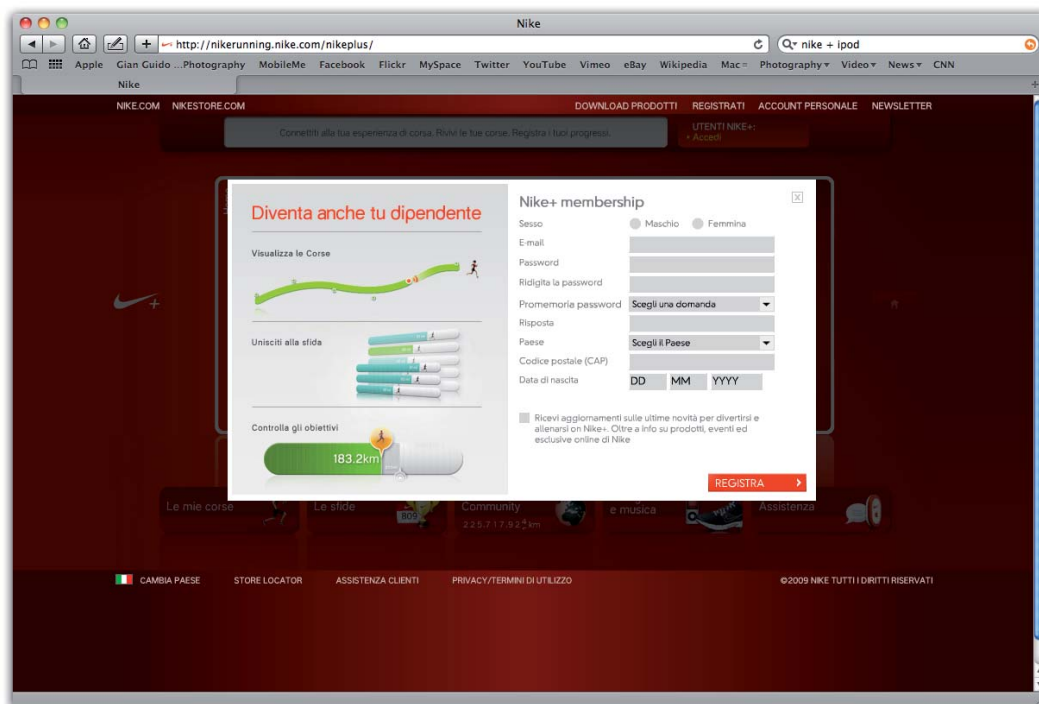 Nike
http://nikerunning.nike.com/nikeplus/
nike + ipod
Apple Gian Guido ...Photography MobileMe Facebook Flickr MySpace Twitter YouTube Vimeo eBay Wikipedia Mac Photography Video News CNN
Nike
NIKE.COM NIKESTORE.COM DOWNLOAD PRODOTTI REGISTRATI ACCOUNT PERSONALE NEWSLETTER
Connettiti alla tua esperienza di corsa. Rivivi le tue corse. Registra i tuoi progressi.
UTENTI NIKE+:
Accedi
Diventa anche tu dipendente
Visualizza le Corse
Unisciti alla sfida
Controlla gli obiettivi
183.2km
Nike+ membership
X
Sesso Maschio Femmina
E-mail
Password
Ridigita la password
Promemoria password Scegli una domanda
Risposta
Paese Scegli il Paese
Codice postale (CAP)
Data di nascita DD MM YYYY
Ricevi aggiornamenti sulle ultime novità per divertirsi e
allenarsi on Nike+. Oltre a info su prodotti, eventi ed
esclusive online di Nike
REGISTRA
Le mie corse
Le sfide
809
Community
km
e musica
Assistenza
CAMBIA PAESE STORE LOCATOR ASSISTENZA CLIENTI PRIVACY/TERMINI DI UTILIZZO ©2009 NIKE TUTTI I DIRITTI RISERVATI